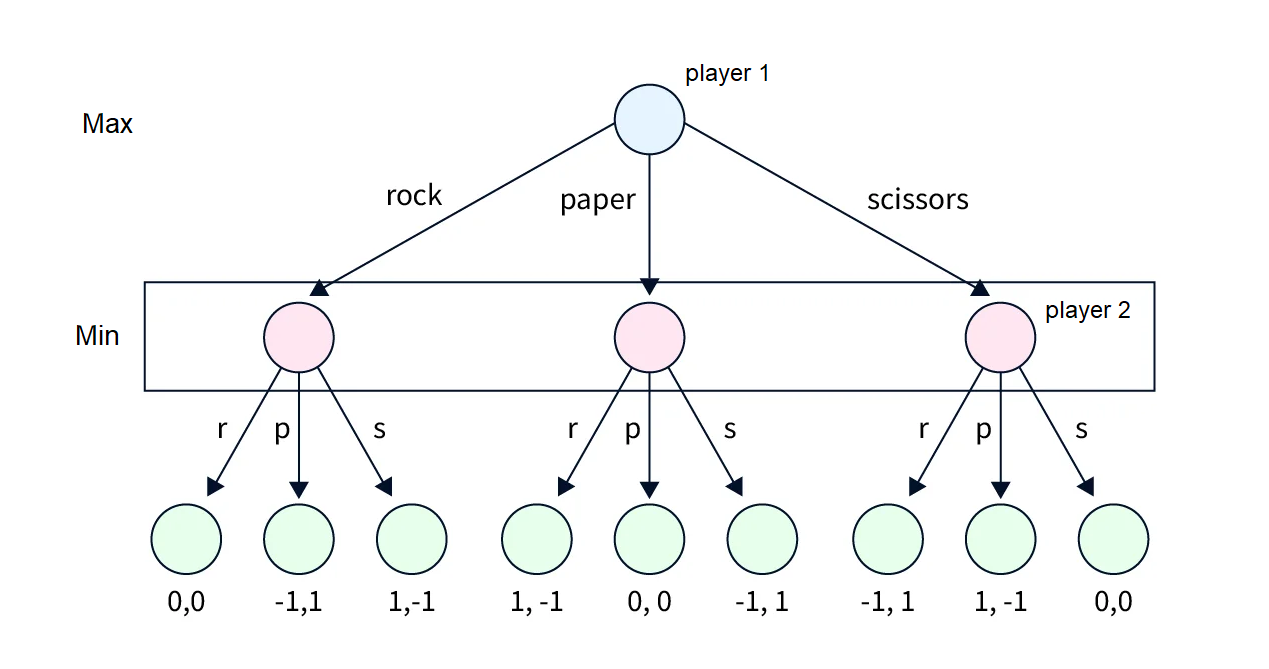 player 1
Max
rock paper scissors
Min
player 2
r p s r p s r p s
0,0 -1,1 1,-1 1, -1 0, 0 -1, 1 -1, 1 1, -1 0,0